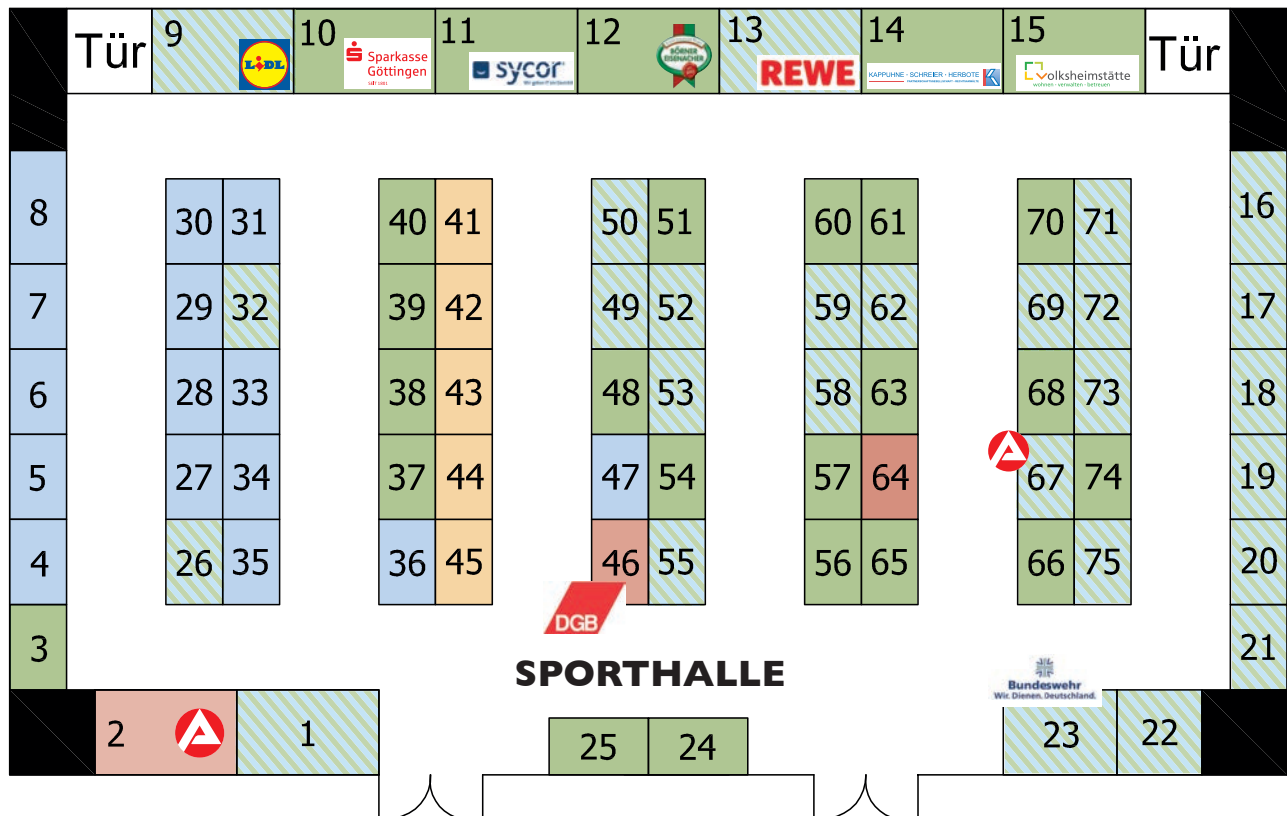 Tür 9 10 11 12 13 14 15 Tür
LIDL
Sparkasse
Göttingen
sycor
BÖRNER
EISENACHER
REWE
KAPPUHNE - SCHREIER - HERBOTE
Volksheimstätte
wohnen - verwalten - betreuen
8 30 31 40 41 50 51 60 61 70 71 16
7 29 32 39 42 49 52 59 62 69 72 17
6 28 33 38 43 48 53 58 63 68 73 18
5 27 34 37 44 47 54 57 64 67 74 19
4 26 35 36 45 46 55 56 65 66 75 20
DGB
3 21
SPORTHALLE
Bundeswehr
Wir. Dienen. Deutschland.
2 1 25 24 23 22